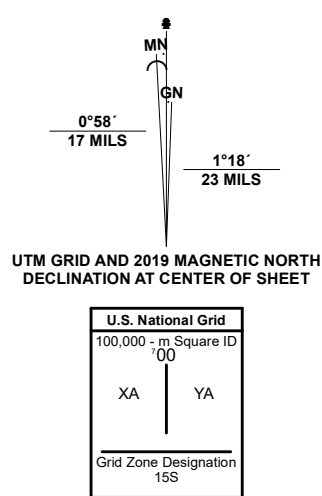 MN
GN
0°58´
17 MILS
1°18´
23 MILS
UTM GRID AND 2019 MAGNETIC NORTH
DECLINATION AT CENTER OF SHEET
U.S. National Grid
100,000 - m Square ID
⁷00
XA YA
Grid Zone Designation
15S